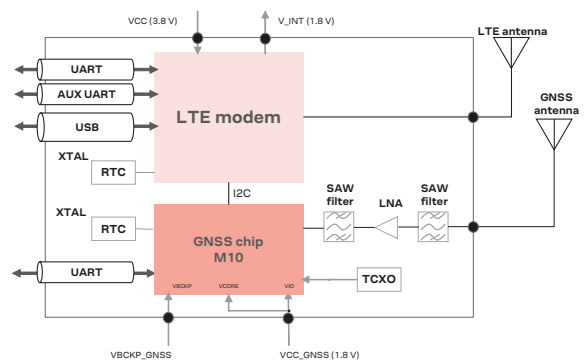 VCC (3.8 V)
V_INT (1.8 V)
LTE antenna
UART
AUX UART
USB
LTE modem
GNSS
antenna
XTAL
RTC
I2C
SAW
filter
LNA
SAW
filter
XTAL
RTC
GNSS chip
M10
UART
TCXO
VBCKP
VCORE
VIO
VBCKP_GNSS
VCC_GNSS (1.8 V)